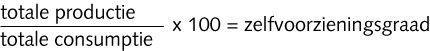 totale productie
totale consumptie x 100 = zelfvoorzieningsgraad